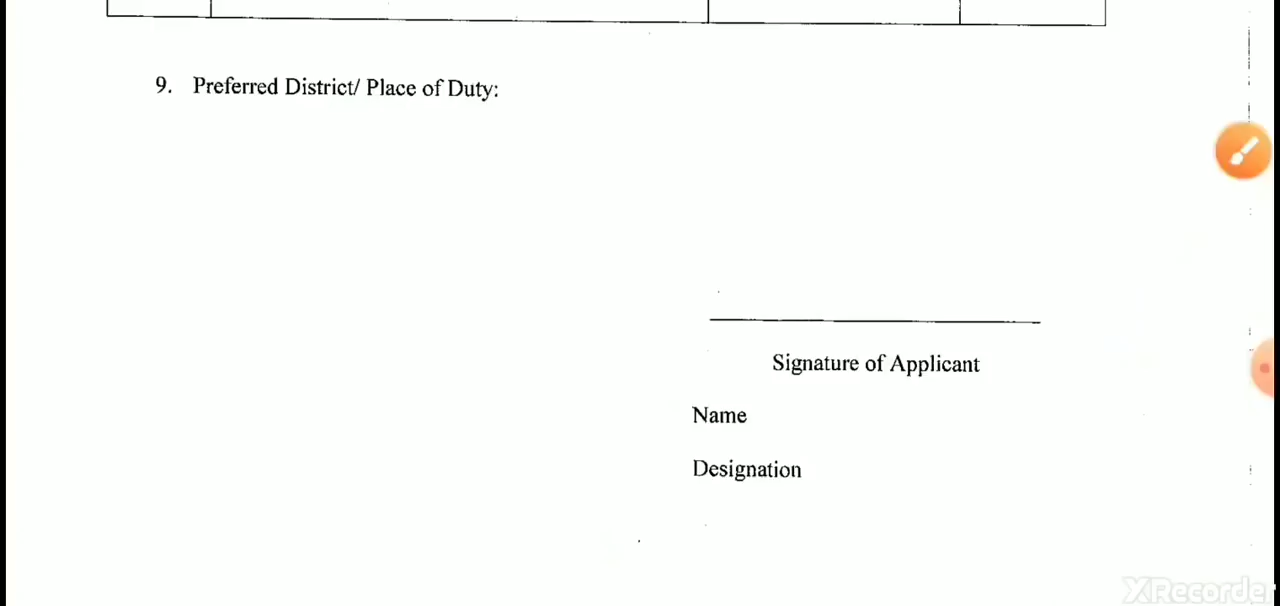 9. Preferred District/ Place of Duty:
Signature of Applicant
Name
Designation
XRecorder